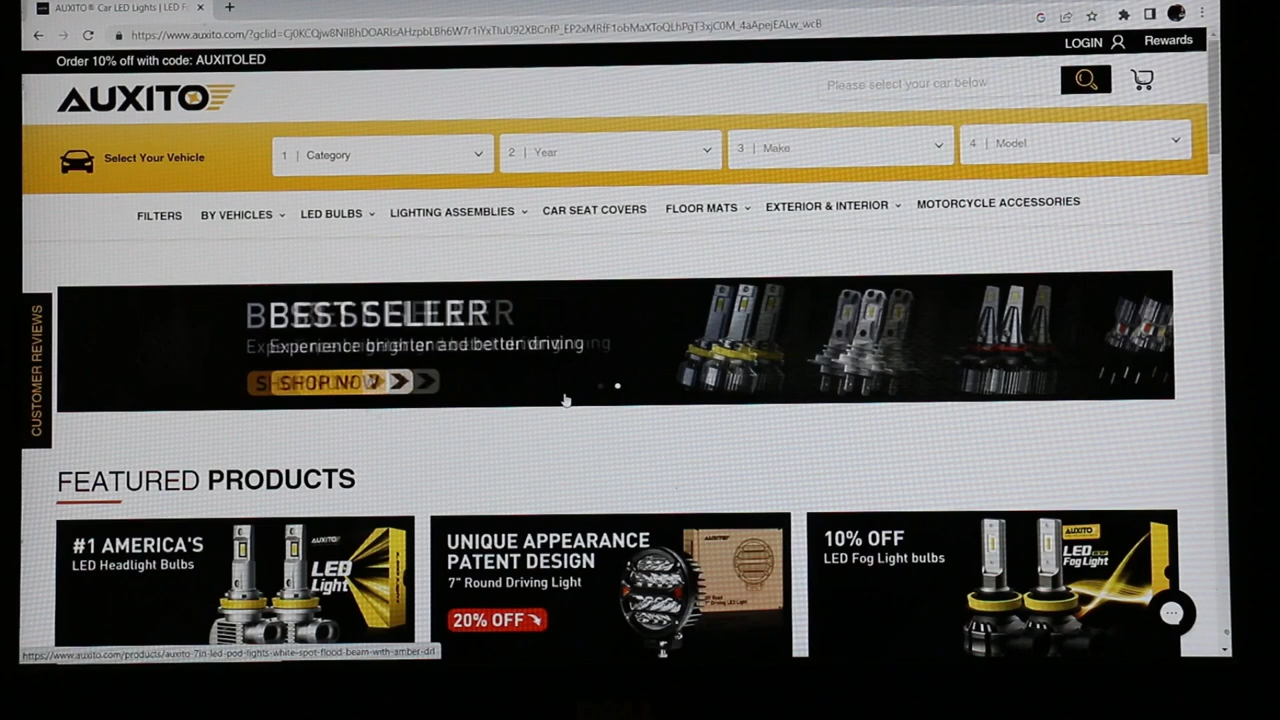 AUXITO® Car LED Lights | LED F
https://www.auxito.com/?gclid=
Order 10% off with code: AUXITOLED
LOGIN Rewards
AUXITO
Please select your car below
Select Your Vehicle
1 | Category
2 | Year
3 | Make
4 | Model
FILTERS BY VEHICLES LED BULBS LIGHTING ASSEMBLIES CAR SEAT COVERS FLOOR MATS EXTERIOR & INTERIOR MOTORCYCLE ACCESSORIES
CUSTOMER REVIEWS
BEST SELLER
Experience brighter and better driving
SHOP NOW
FEATURED PRODUCTS
#1 AMERICA'S
LED Headlight Bulbs
AUXITO
LED
Light
UNIQUE APPEARANCE
PATENT DESIGN
7" Round Driving Light
20% OFF
AUXITO
10% OFF
LED Fog Light bulbs
AUXITO
LED
Fog Light
https://www.auxito.com/products/auxito-7in-led-pod-lights-white-spot-flood-beam-with-amber-drl